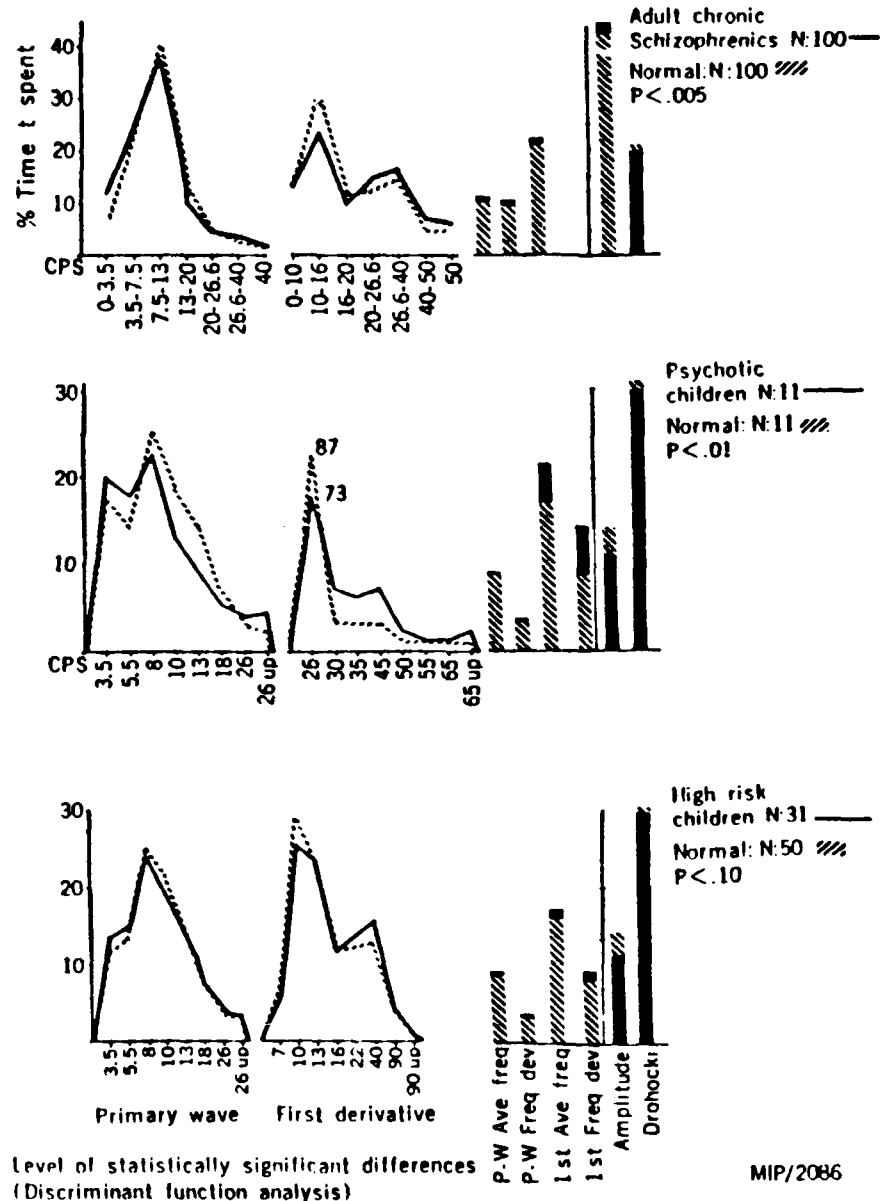 Adult chronic
Schizophrenics N:100
Normal: N:100
P<.005
% Time t spent
40
30
20
10
CPS
0-3.5
3.5-7.5
7.5-13
13-20
20-26.6
26.6-40
40
0-10
10-16
16-20
20-26.6
26.6-40
40-50
50
Psychotic
children N:11
Normal: N:11
P<.01
30
20
10
87
73
CPS
3.5
5.5
8
10
13
18
26
26 up
26
30
35
45
50
55
65
65 up
High risk
children N:31
Normal: N:50
P<.10
30
20
10
3.5
5.5
8
10
13
18
26
26 up
7
10
13
16
22
40
90
90 up
Primary wave
First derivative
P-W Ave freq
P-W Freq dev
1st Ave freq
1st Freq dev
Amplitude
Drohocki
Level of statistically significant differences
(Discriminant function analysis)
MIP/2086